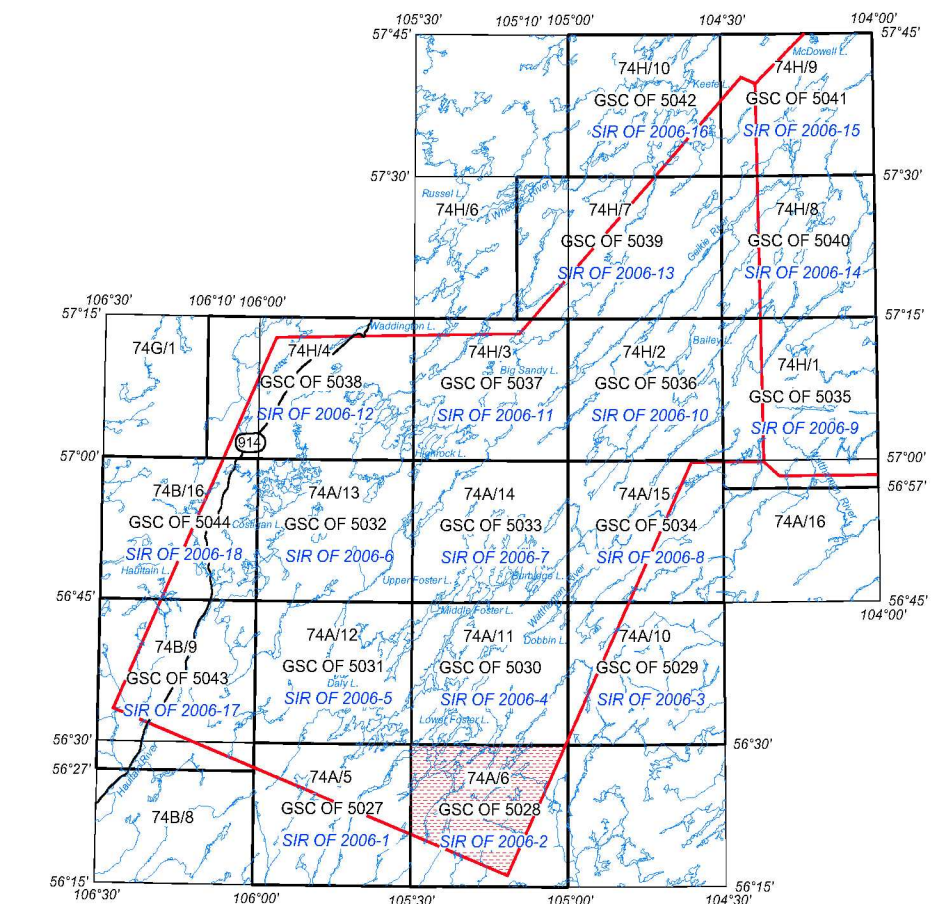 105°30' 105°10' 105°00' 104°30' 104°00'
57°45' 57°45'
McDowell L.
74H/10 74H/9
Keefe L.
GSC OF 5042 GSC OF 5041
SIR OF 2006-16 SIR OF 2006-15
57°30' 57°30'
Russel L.
Wheeler River
74H/6 74H/7 74H/8
Geikie River
GSC OF 5039 GSC OF 5040
SIR OF 2006-13 SIR OF 2006-14
106°30' 106°10' 106°00'
57°15' 57°15'
Waddington L.
Bailey L.
74G/1 74H/4 74H/3 74H/2 74H/1
Big Sandy L.
GSC OF 5038 GSC OF 5037 GSC OF 5036 GSC OF 5035
SIR OF 2006-12 SIR OF 2006-11 SIR OF 2006-10 SIR OF 2006-9
914
Highrock L.
57°00' 57°00'
56°57'
74B/16 74A/13 74A/14 74A/15 74A/16
GSC OF 5044 GSC OF 5032 GSC OF 5033 GSC OF 5034
Costigan L.
SIR OF 2006-18 SIR OF 2006-6 SIR OF 2006-7 SIR OF 2006-8
Haultain L.
Upper Foster L.
56°45' 56°45'
104°00'
Middle Foster L.
74B/9 74A/12 74A/11 74A/10
Dobbin L.
GSC OF 5043 GSC OF 5031 GSC OF 5030 GSC OF 5029
Daly L.
SIR OF 2006-17 SIR OF 2006-5 SIR OF 2006-4 SIR OF 2006-3
Lower Foster L.
56°30' 56°30'
56°27'
Haultain River
74B/8 74A/5 74A/6
GSC OF 5027 GSC OF 5028
SIR OF 2006-1 SIR OF 2006-2
56°15' 56°15'
106°30' 106°00' 105°30' 105°00' 104°30'